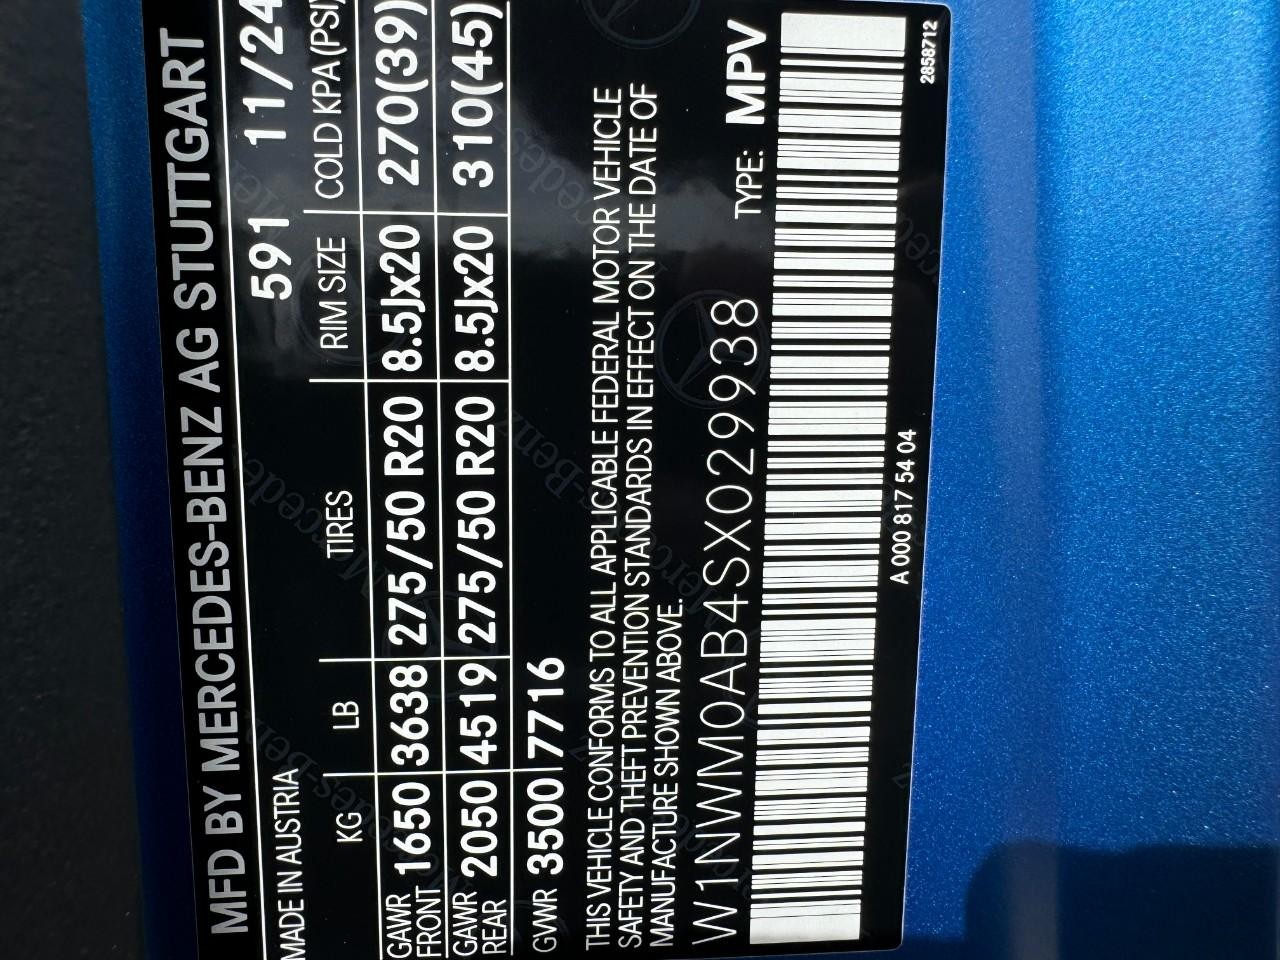 MFD BY MERCEDES-BENZ AG STUTTGART
MADE IN AUSTRIA 591 11/24
KG LB TIRES RIM SIZE COLD KPA (PSI)
GAWR FRONT 1650 3638 275/50 R20 8.5Jx20 270(39)
GAWR REAR 2050 4519 275/50 R20 8.5Jx20 310(45)
GWR 3500 7716
THIS VEHICLE CONFORMS TO ALL APPLICABLE FEDERAL MOTOR VEHICLE
SAFETY AND THEFT PREVENTION STANDARDS IN EFFECT ON THE DATE OF
MANUFACTURE SHOWN ABOVE.
W1NWM0AB4SX029938 TYPE: MPV
A 000 817 54 04
2858712